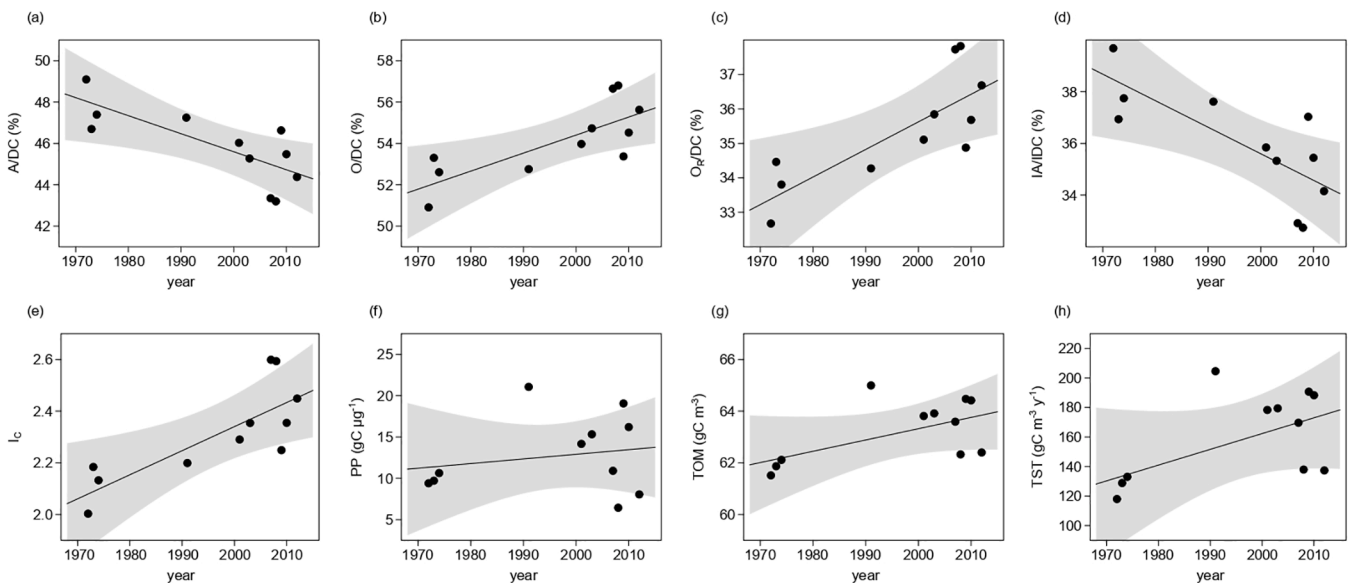 (a)
50
48
46
44
42
AA/DC (%)
1970 1980 1990 2000 2010
year
(b)
58
56
54
52
50
O/DC (%)
1970 1980 1990 2000 2010
year
(c)
37
36
35
34
33
O_R/DC (%)
1970 1980 1990 2000 2010
year
(d)
38
36
34
IA/IDC (%)
1970 1980 1990 2000 2010
year
(e)
2.6
2.4
2.2
2.0
I_C
1970 1980 1990 2000 2010
year
(f)
25
20
15
10
5
PP (gC µg⁻¹)
1970 1980 1990 2000 2010
year
(g)
66
64
62
60
TOM (gC m⁻³)
1970 1980 1990 2000 2010
year
(h)
220
200
180
160
140
120
100
TST (gC m⁻³ y⁻¹)
1970 1980 1990 2000 2010
year